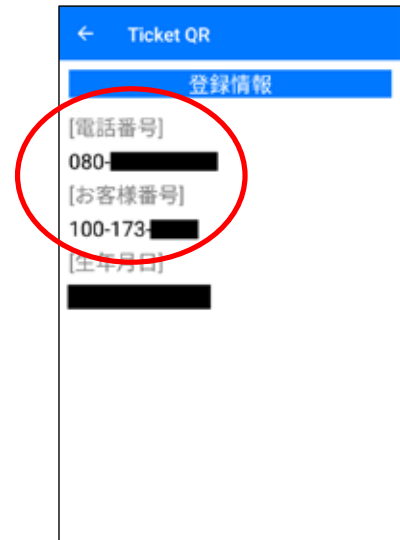 ← Ticket QR
登録情報
[電話番号]
080-
[お客様番号]
100-173-
[生年月日]